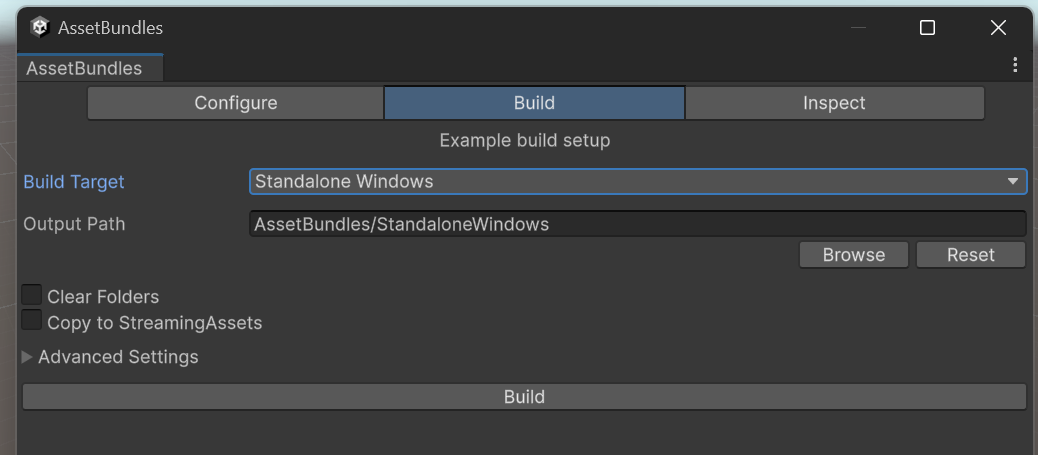 AssetBundles
AssetBundles
Configure Build Inspect
Example build setup
Build Target Standalone Windows
Output Path AssetBundles/StandaloneWindows
Browse Reset
Clear Folders
Copy to StreamingAssets
Advanced Settings
Build